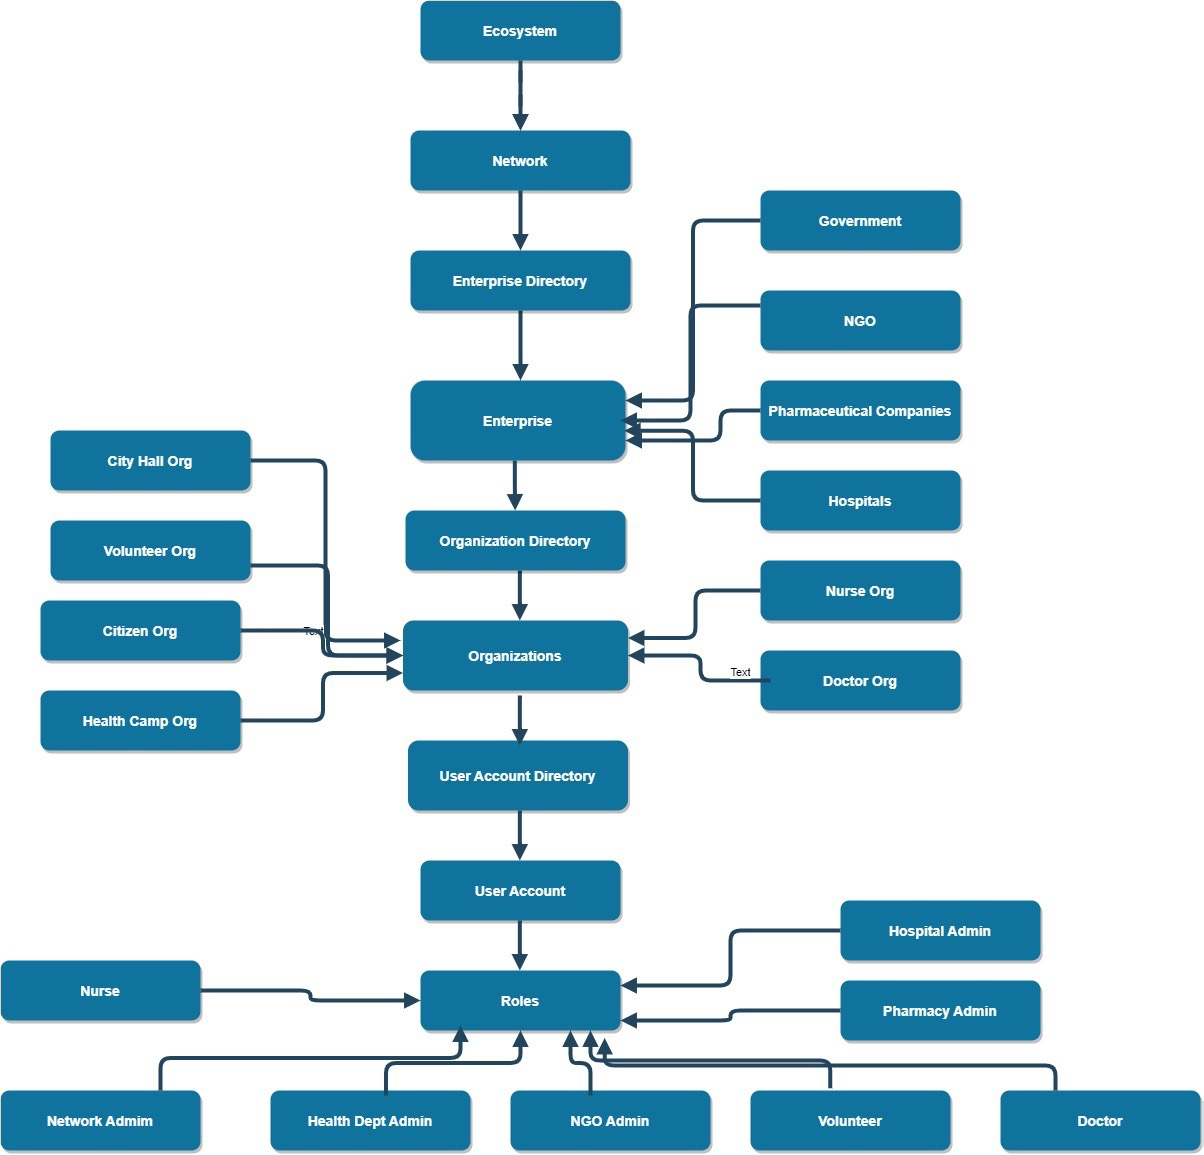 Ecosystem
Network
Government
Enterprise Directory
NGO
Enterprise
Pharmaceutical Companies
City Hall Org
Hospitals
Volunteer Org
Organization Directory
Nurse Org
Citizen Org
Text
Organizations
Text
Doctor Org
Health Camp Org
User Account Directory
User Account
Hospital Admin
Nurse
Roles
Pharmacy Admin
Network Admim
Health Dept Admin
NGO Admin
Volunteer
Doctor